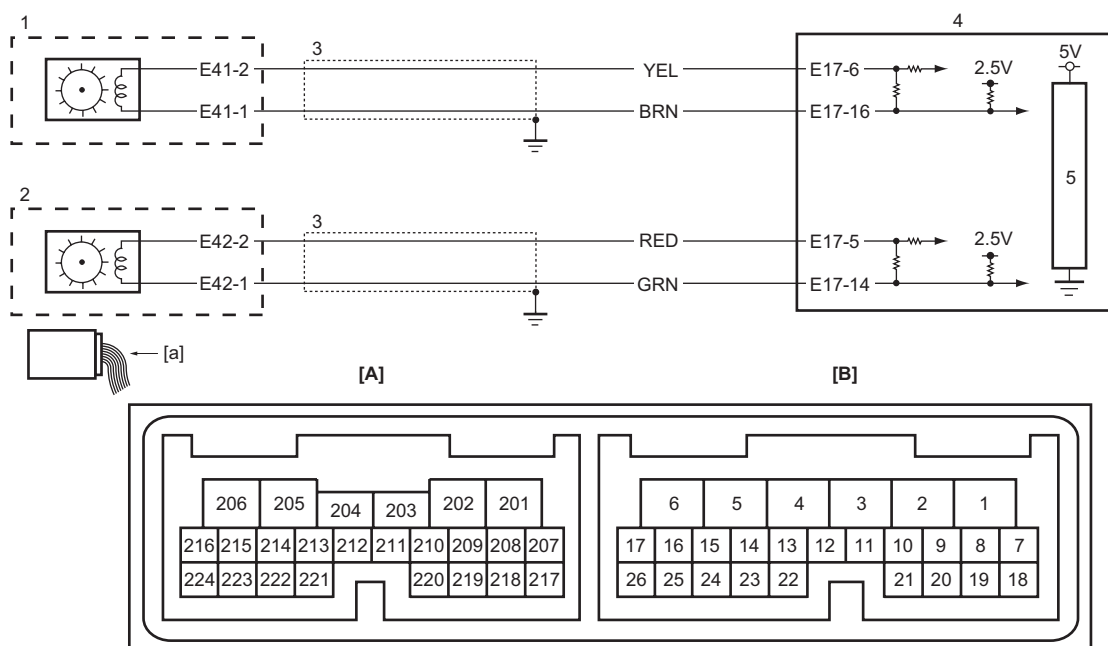 1
4
3
5V
E41-2
YEL
E17-6
2.5V
E41-1
BRN
E17-16
5
2
3
E42-2
RED
E17-5
2.5V
E42-1
GRN
E17-14
[a]
[A] [B]
206 205 204 203 202 201
6 5 4 3 2 1
216 215 214 213 212 211 210 209 208 207
17 16 15 14 13 12 11 10 9 8 7
224 223 222 221 220 219 218 217
26 25 24 23 22 21 20 19 18